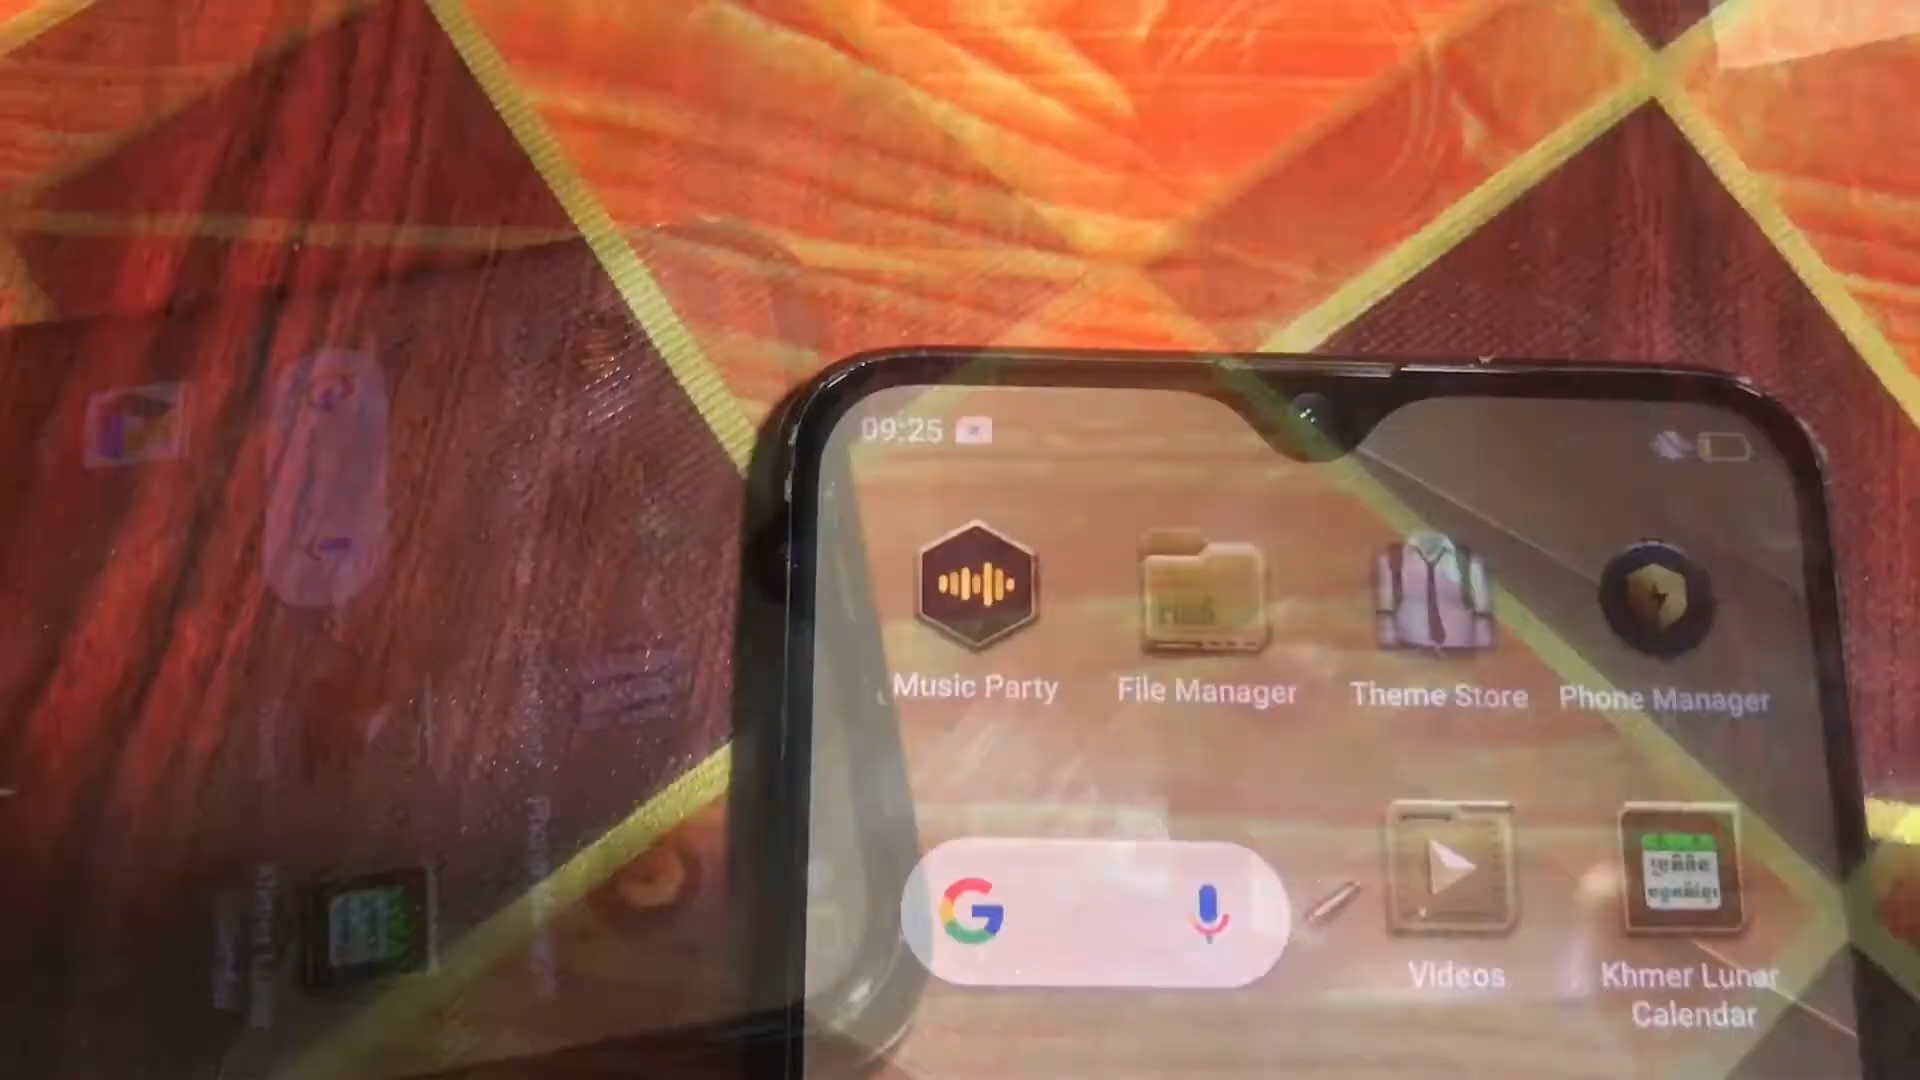 09:25
Music Party
File Manager
Theme Store
Phone Manager
Videos
Khmer Lunar
Calendar